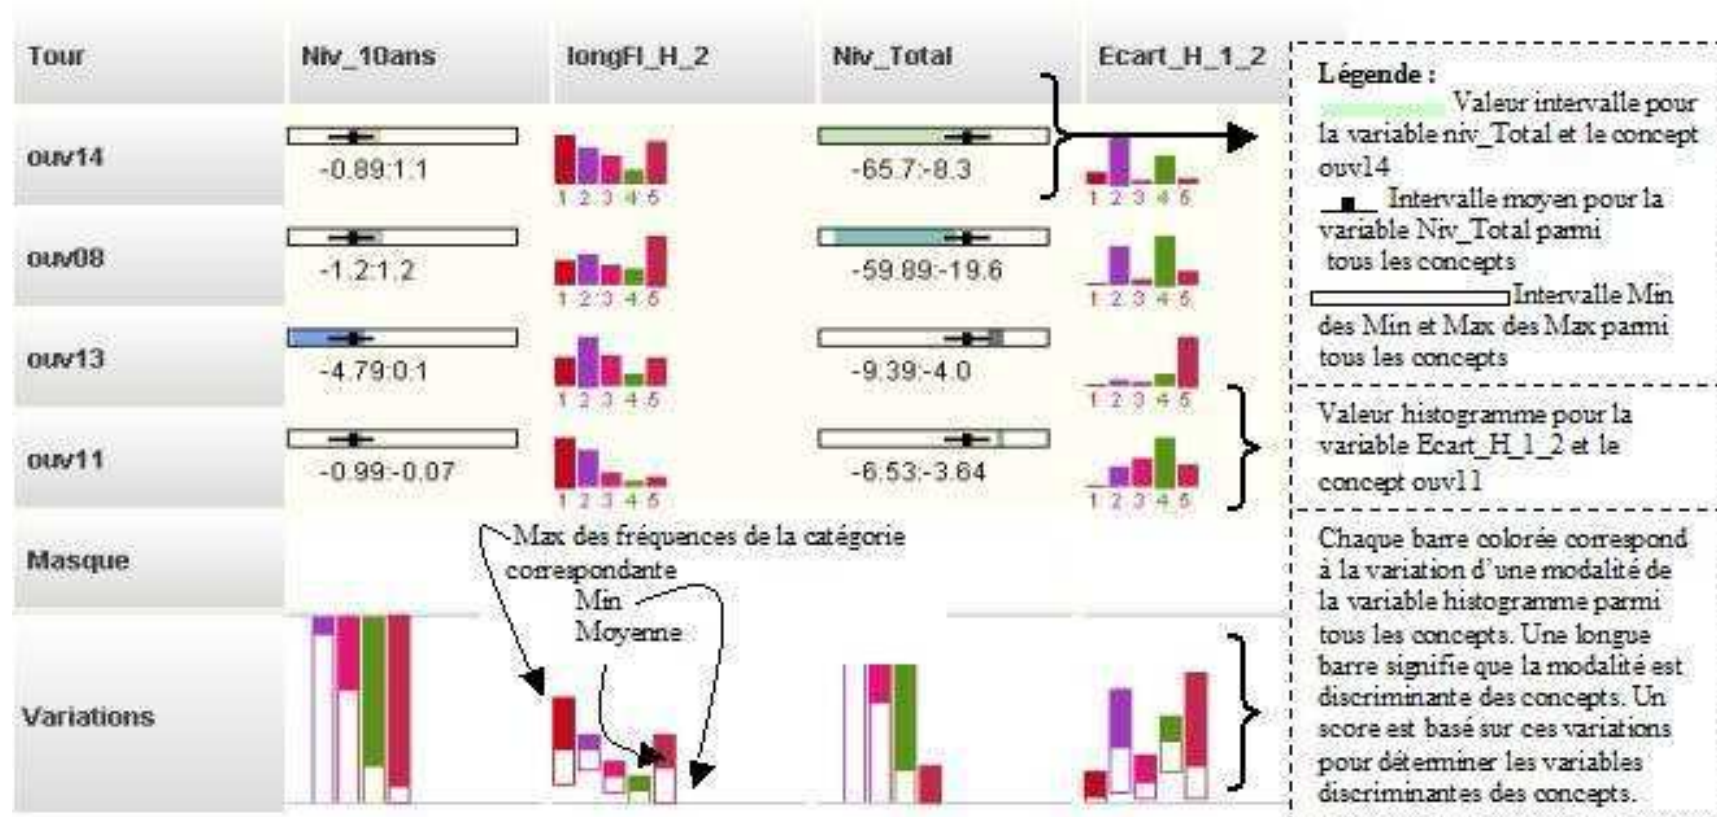 Tour Niv_10ans longFl_H_2 Niv_Total Ecart_H_1_2
ouv14 -0.89:1.1 1 2 3 4 5 -65.7:-8.3 1 2 3 4 5
ouv08 -1.2:1.2 1 2 3 4 5 -59.89:-19.6 1 2 3 4 5
ouv13 -4.79:0.1 1 2 3 4 5 -9.39:-4.0 1 2 3 4 5
ouv11 -0.99:-0.07 1 2 3 4 5 -6.53:-3.64 1 2 3 4 5
Masque
Max des fréquences de la catégorie
correspondante
Min
Moyenne
Variations
Légende :
Valeur intervalle pour
la variable niv_Total et le concept
ouv14
Intervalle moyen pour la
variable Niv_Total parmi
tous les concepts
Intervalle Min
des Min et Max des Max parmi
tous les concepts
Valeur histogramme pour la
variable Ecart_H_1_2 et le
concept ouv11
Chaque barre colorée correspond
à la variation d'une modalité de
la variable histogramme parmi
tous les concepts. Une longue
barre signifie que la modalité est
discriminante des concepts. Un
score est basé sur ces variations
pour déterminer les variables
discriminantes des concepts.